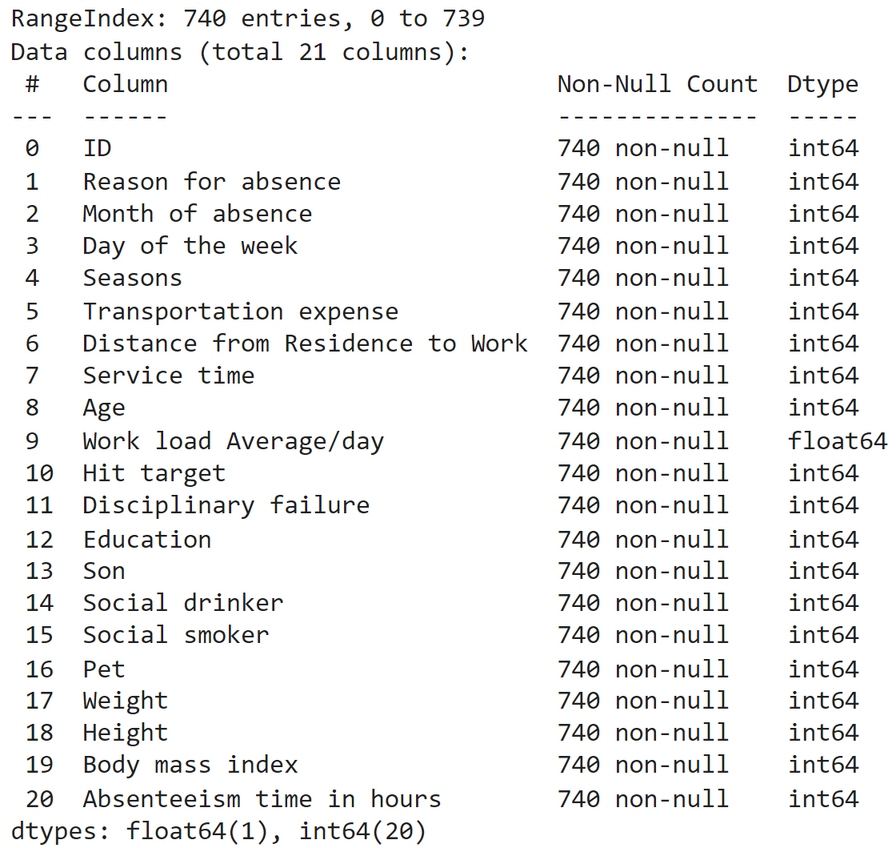 RangeIndex: 740 entries, 0 to 739
Data columns (total 21 columns):
 #   Column                           Non-Null Count  Dtype
---  ------                           --------------  -----
 0   ID                               740 non-null    int64
 1   Reason for absence               740 non-null    int64
 2   Month of absence                 740 non-null    int64
 3   Day of the week                  740 non-null    int64
 4   Seasons                          740 non-null    int64
 5   Transportation expense           740 non-null    int64
 6   Distance from Residence to Work  740 non-null    int64
 7   Service time                     740 non-null    int64
 8   Age                              740 non-null    int64
 9   Work load Average/day            740 non-null    float64
 10  Hit target                       740 non-null    int64
 11  Disciplinary failure             740 non-null    int64
 12  Education                        740 non-null    int64
 13  Son                              740 non-null    int64
 14  Social drinker                   740 non-null    int64
 15  Social smoker                    740 non-null    int64
 16  Pet                              740 non-null    int64
 17  Weight                           740 non-null    int64
 18  Height                           740 non-null    int64
 19  Body mass index                  740 non-null    int64
 20  Absenteeism time in hours        740 non-null    int64
dtypes: float64(1), int64(20)